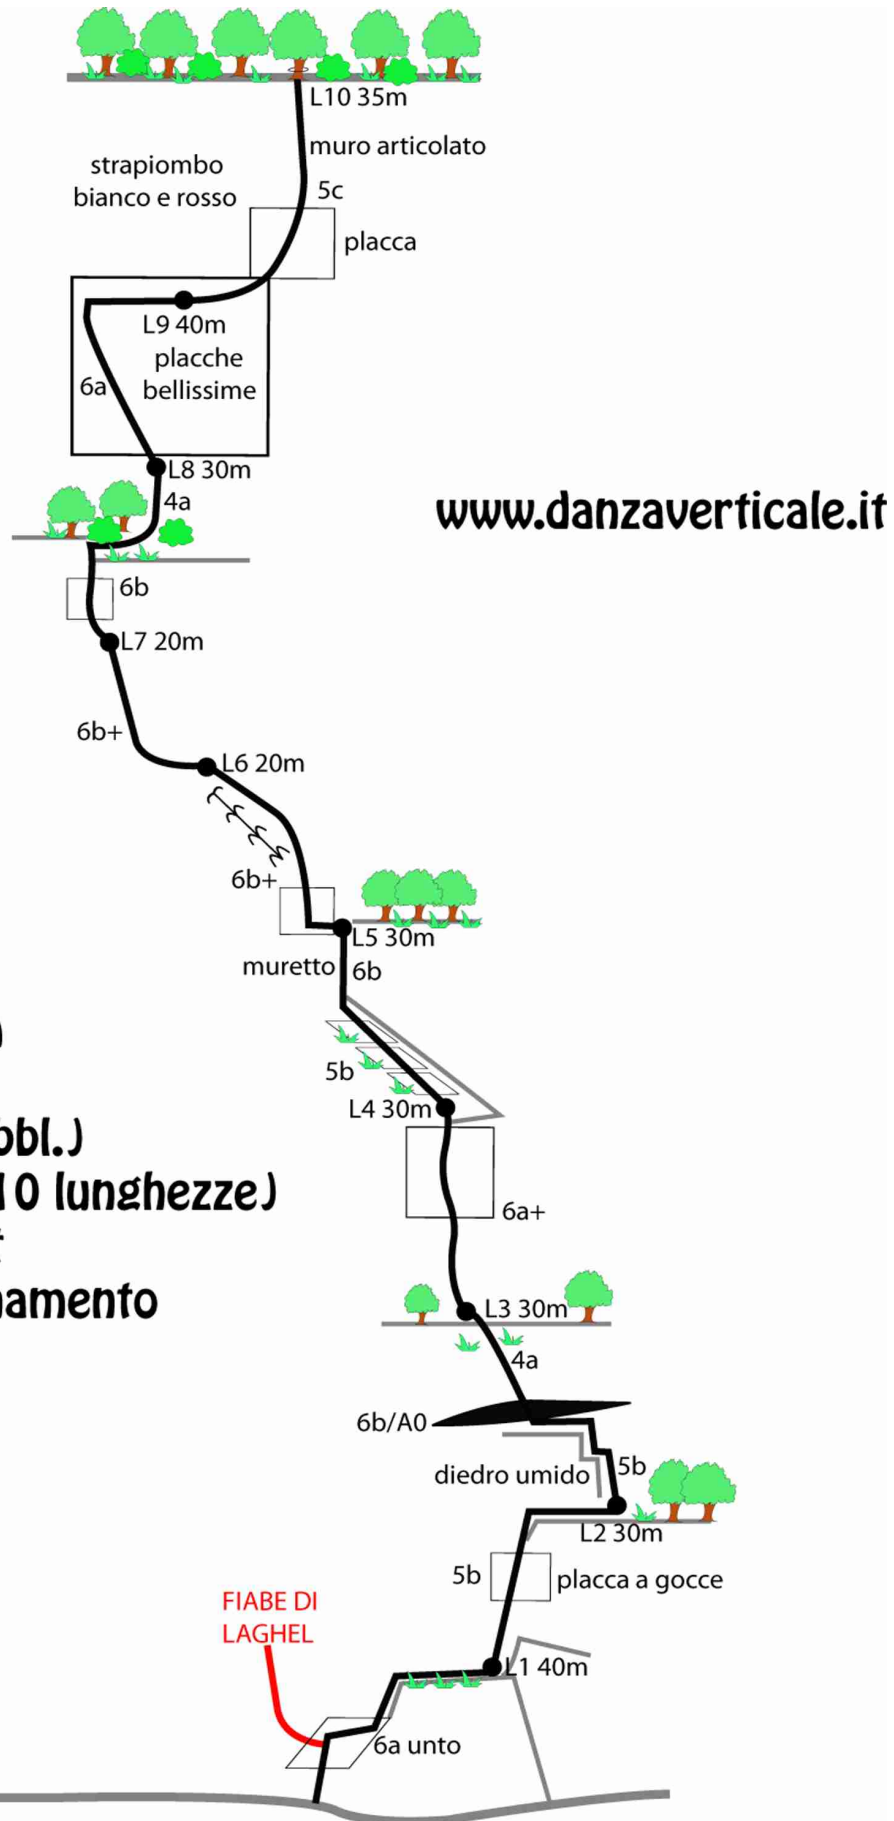 L10 35m
muro articolato
strapiombo
bianco e rosso
5c
placca
L9 40m
placche
bellissime
6a
L8 30m
4a
www.danzaverticale.it
6b
L7 20m
6b+
L6 20m
6b+
L5 30m
muretto
6b
5b
L4 30m
bbl.)
10 lunghezze)
namento
6a+
L3 30m
4a
6b/A0
5b
diedro umido
L2 30m
5b
placca a gocce
FIABE DI
LAGHEL
L1 40m
6a unto